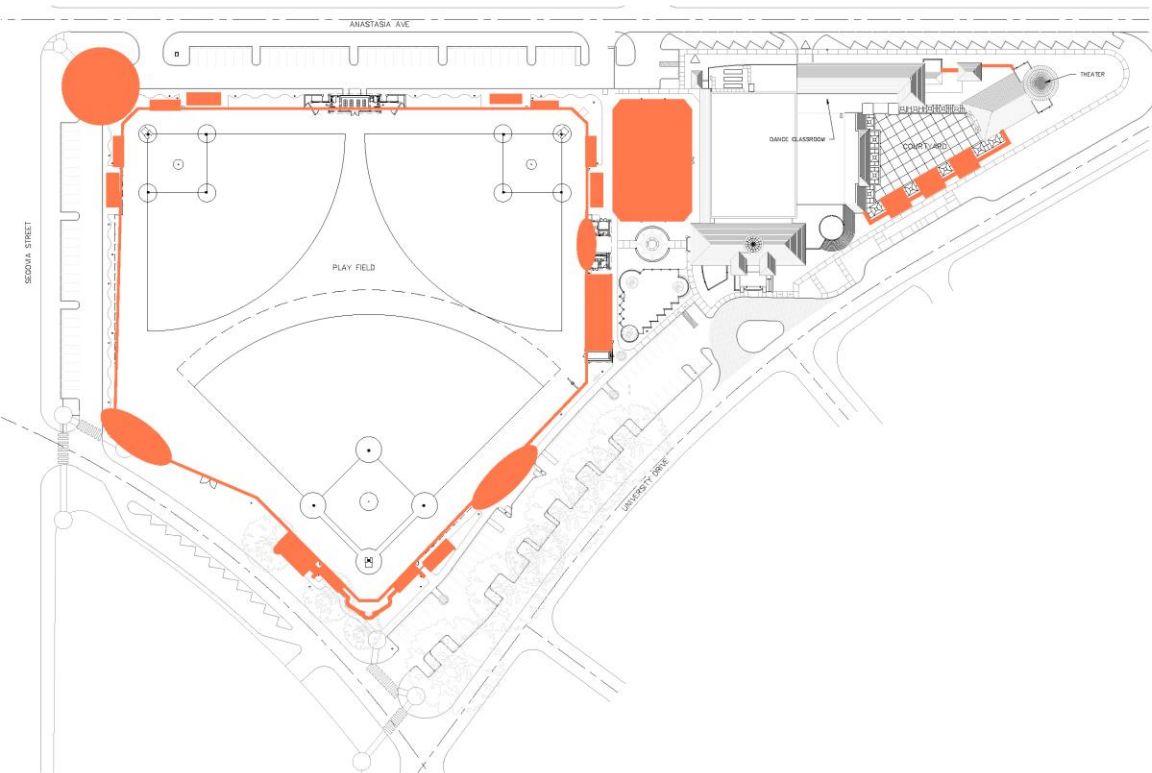 ANASTASIA AVE
THEATER
DANCE CLASSROOM
COURTYARD
SEGOVIA STREET
PLAY FIELD
UNIVERSITY DRIVE